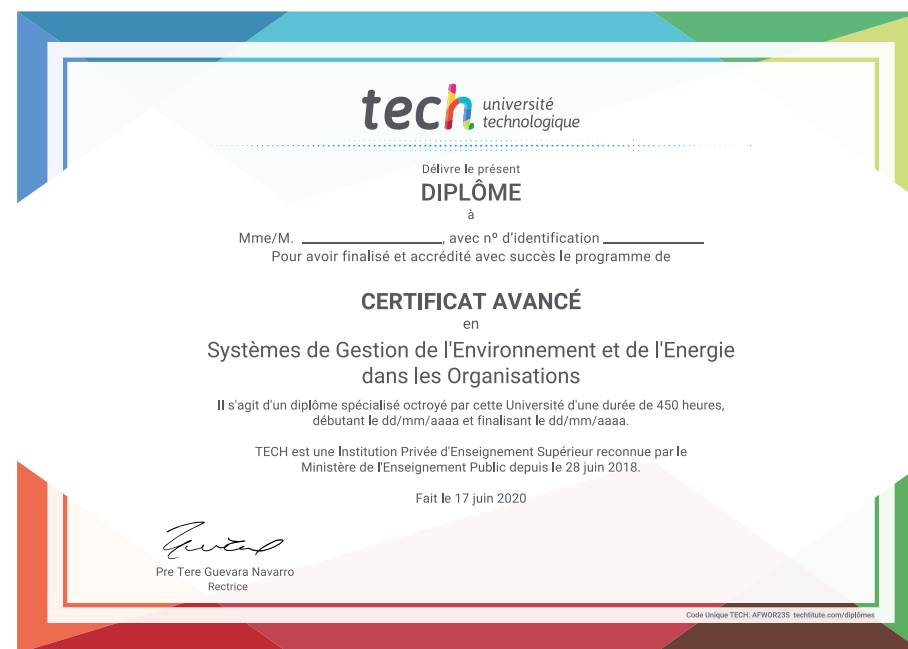 tech université
technologique
Délivre le présent
DIPLÔME
à
Mme/M. ____________________, avec nº d'identification ______________
Pour avoir finalisé et accrédité avec succès le programme de
CERTIFICAT AVANCÉ
en
Systèmes de Gestion de l'Environnement et de l'Energie
dans les Organisations
Il s'agit d'un diplôme spécialisé octroyé par cette Université d'une durée de 450 heures,
débutant le dd/mm/aaaa et finalisant le dd/mm/aaaa.
TECH est une Institution Privée d'Enseignement Supérieur reconnue par le
Ministère de l'Enseignement Public depuis le 28 juin 2018.
Fait le 17 juin 2020
Pre Tere Guevara Navarro
Rectrice
Code Unique TECH: AFWOR23S techtitute.com/diplômes